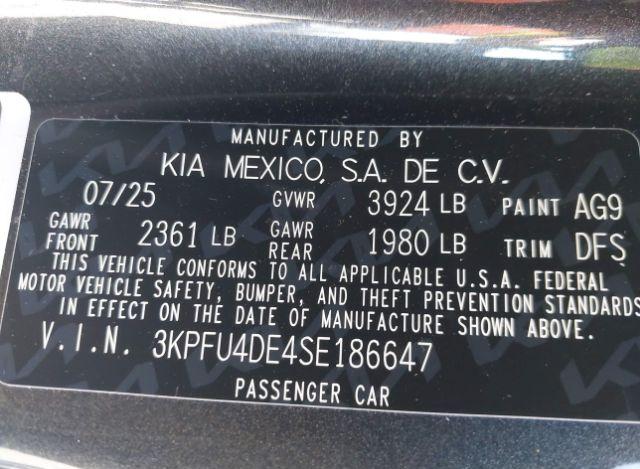 MANUFACTURED BY
KIA MEXICO, S.A. DE C.V.
07/25 GVWR 3924 LB PAINT AG9
GAWR FRONT 2361 LB GAWR REAR 1980 LB TRIM DFS
THIS VEHICLE CONFORMS TO ALL APPLICABLE U.S.A. FEDERAL
MOTOR VEHICLE SAFETY, BUMPER, AND THEFT PREVENTION STANDARDS
IN EFFECT ON THE DATE OF MANUFACTURE SHOWN ABOVE.
V.I.N. 3KPFU4DE4SE186647
PASSENGER CAR